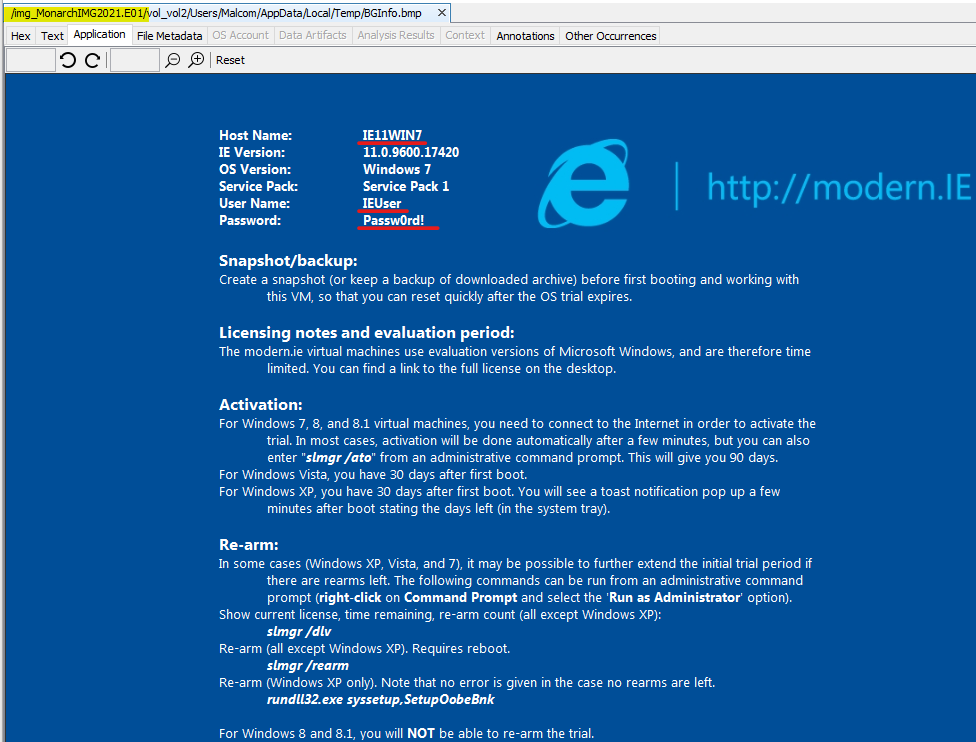 /img_MonarchIMG2021.E01/vol_vol2/Users/Malcom/AppData/Local/Temp/BGInfo.bmp
Hex Text Application File Metadata OS Account Data Artifacts Analysis Results Context Annotations Other Occurrences
Reset
Host Name: IE11WIN7
IE Version: 11.0.9600.17420
OS Version: Windows 7
Service Pack: Service Pack 1
User Name: IEUser
Password: Passw0rd!
http://modern.IE
Snapshot/backup:
Create a snapshot (or keep a backup of downloaded archive) before first booting and working with
this VM, so that you can reset quickly after the OS trial expires.
Licensing notes and evaluation period:
The modern.ie virtual machines use evaluation versions of Microsoft Windows, and are therefore time
limited. You can find a link to the full license on the desktop.
Activation:
For Windows 7, 8, and 8.1 virtual machines, you need to connect to the Internet in order to activate the
trial. In most cases, activation will be done automatically after a few minutes, but you can also
enter "slmgr /ato" from an administrative command prompt. This will give you 90 days.
For Windows Vista, you have 30 days after first boot.
For Windows XP, you have 30 days after first boot. You will see a toast notification pop up a few
minutes after boot stating the days left (in the system tray).
Re-arm:
In some cases (Windows XP, Vista, and 7), it may be possible to further extend the initial trial period if
there are rearms left. The following commands can be run from an administrative command
prompt (right-click on Command Prompt and select the 'Run as Administrator' option).
Show current license, time remaining, re-arm count (all except Windows XP):
slmgr /dlv
Re-arm (all except Windows XP). Requires reboot.
slmgr /rearm
Re-arm (Windows XP only). Note that no error is given in the case no rearms are left.
rundll32.exe syssetup,SetupOobeBnk
For Windows 8 and 8.1, you will NOT be able to re-arm the trial.